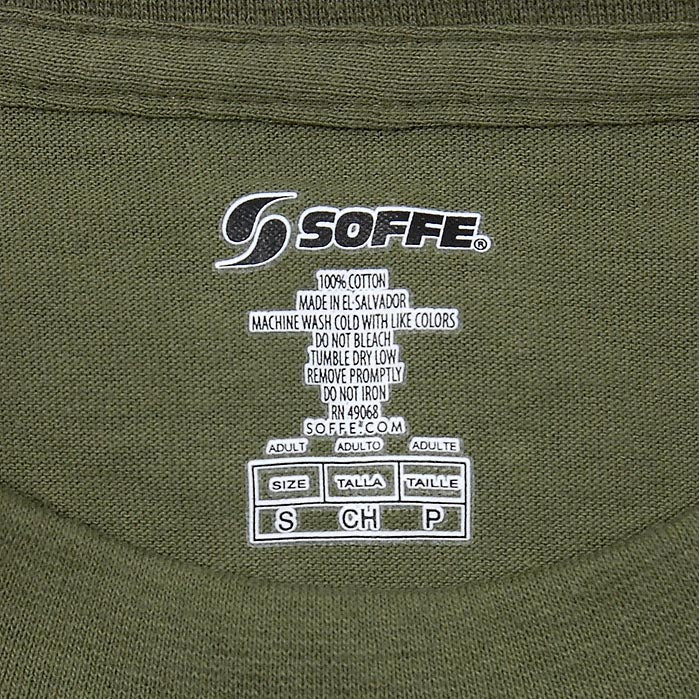 SOFFE®
100% COTTON
MADE IN EL SALVADOR
MACHINE WASH COLD WITH LIKE COLORS
DO NOT BLEACH
TUMBLE DRY LOW
REMOVE PROMPTLY
DO NOT IRON
RN 49068
SOFFE.COM
ADULT ADULTO ADULTE
SIZE TALLA TAILLE
S CH P